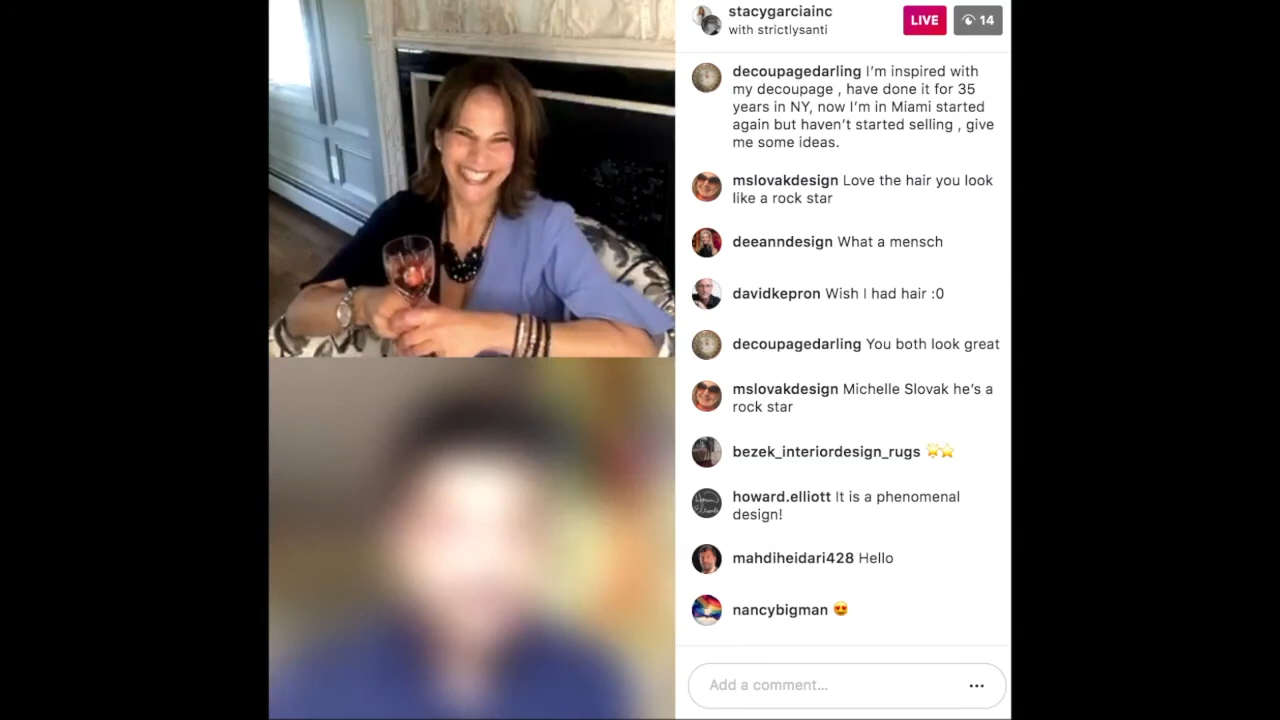 stacygarciainc
with strictlysanti
LIVE
14
decoupagedarling I’m inspired with
my decoupage , have done it for 35
years in NY, now I’m in Miami started
again but haven’t started selling , give
me some ideas.
mslovakdesign Love the hair you look
like a rock star
deeanndesign What a mensch
davidkepron Wish I had hair :0
decoupagedarling You both look great
mslovakdesign Michelle Slovak he’s a
rock star
bezek_interiordesign_rugs 🌟⭐
howard.elliott It is a phenomenal
design!
mahdiheidari428 Hello
nancybigman 😍
Add a comment...